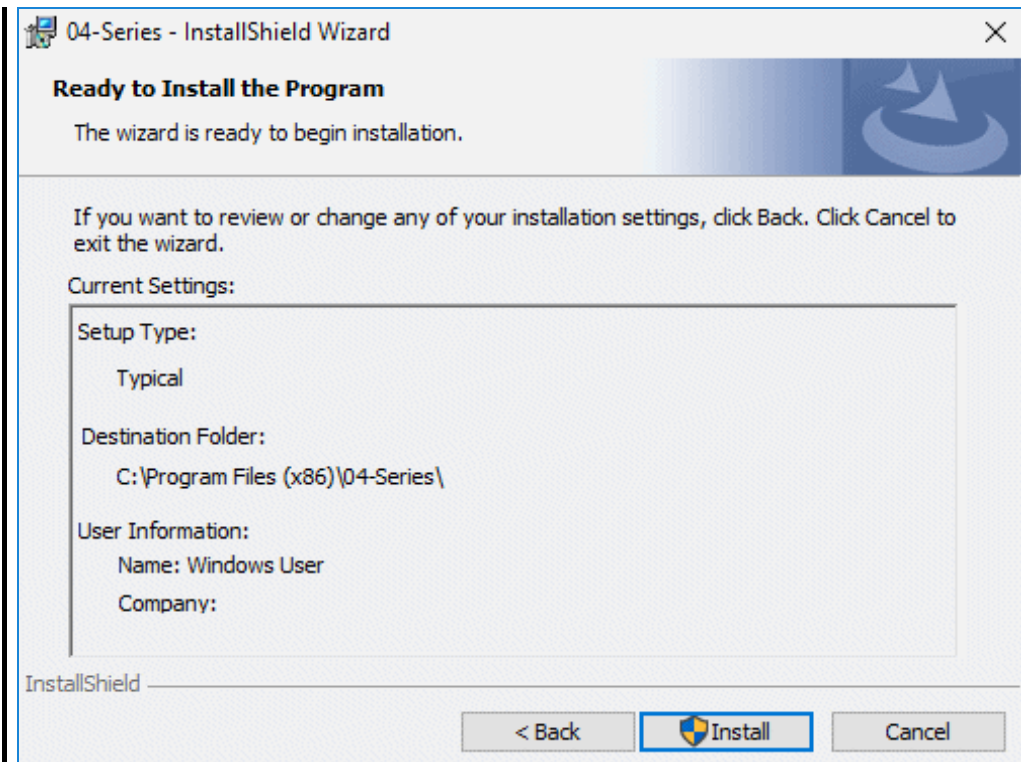 04-Series - InstallShield Wizard
Ready to Install the Program
The wizard is ready to begin installation.
If you want to review or change any of your installation settings, click Back. Click Cancel to
exit the wizard.
Current Settings:
Setup Type:
Typical
Destination Folder:
C:\Program Files (x86)\04-Series\
User Information:
Name: Windows User
Company:
InstallShield
< Back
Install
Cancel